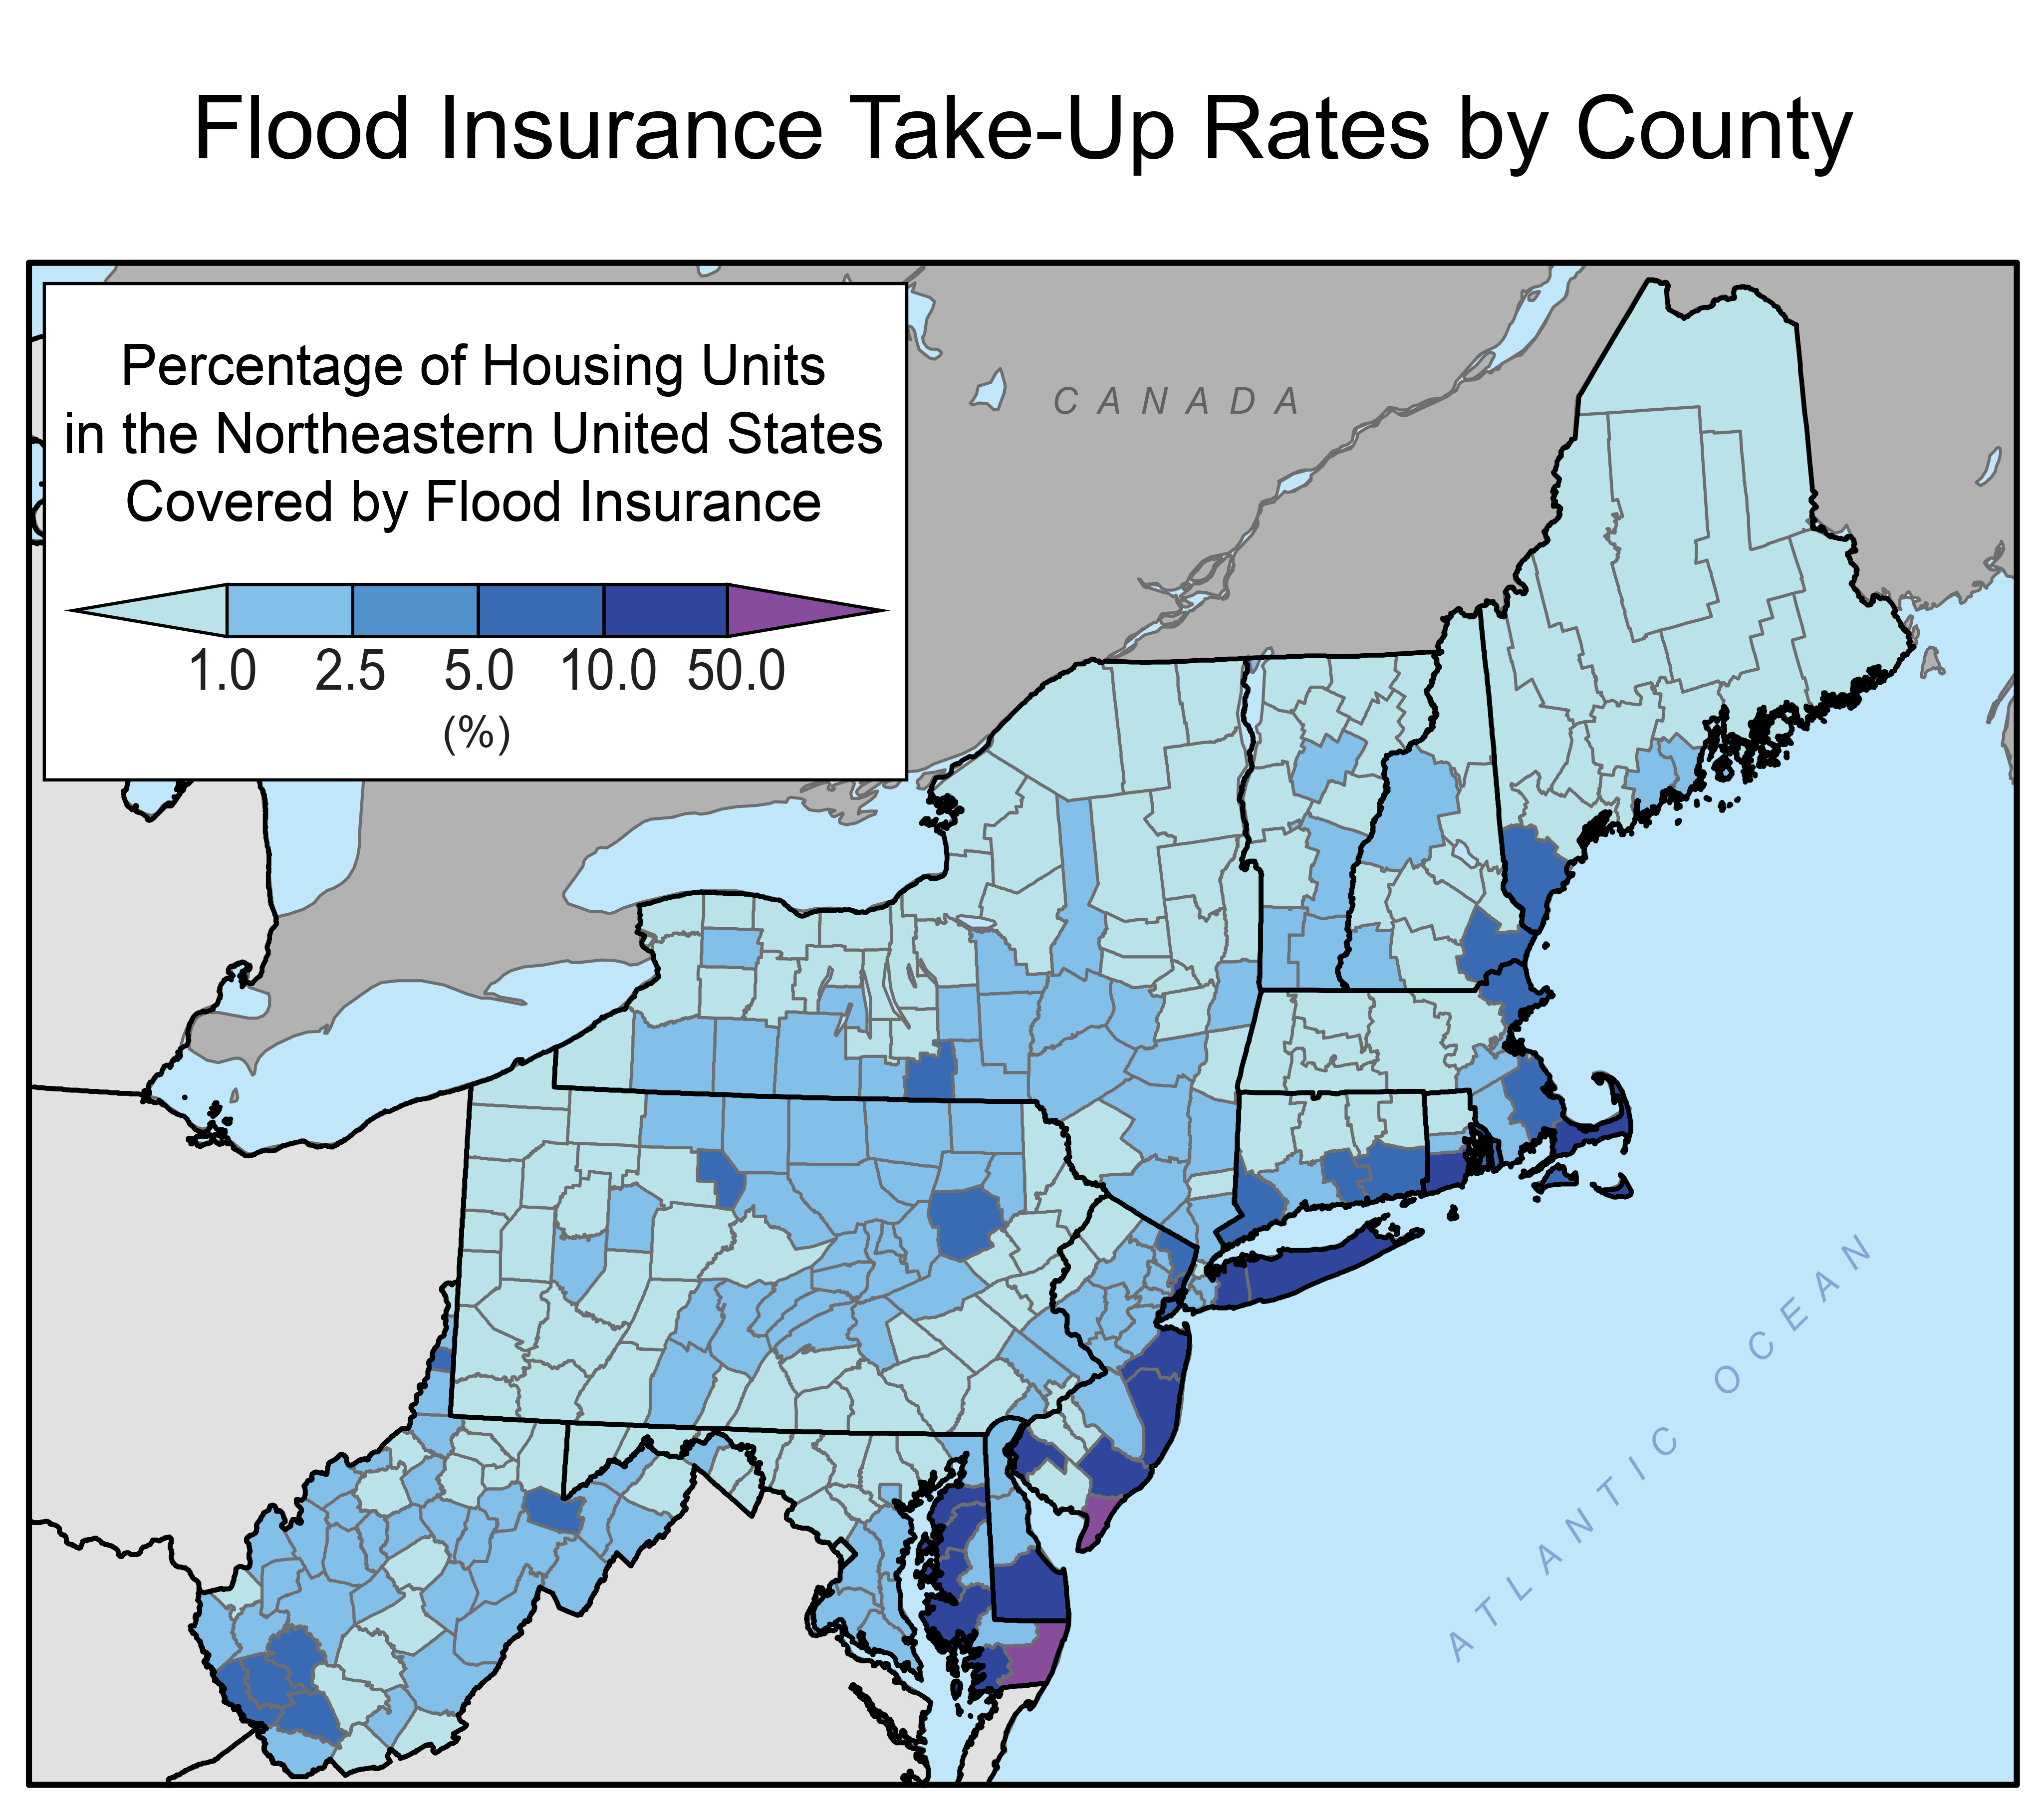 Flood Insurance Take-Up Rates by County
Percentage of Housing Units
in the Northeastern United States
Covered by Flood Insurance
1.0 2.5 5.0 10.0 50.0
(%)
CANADA
ATLANTIC OCEAN